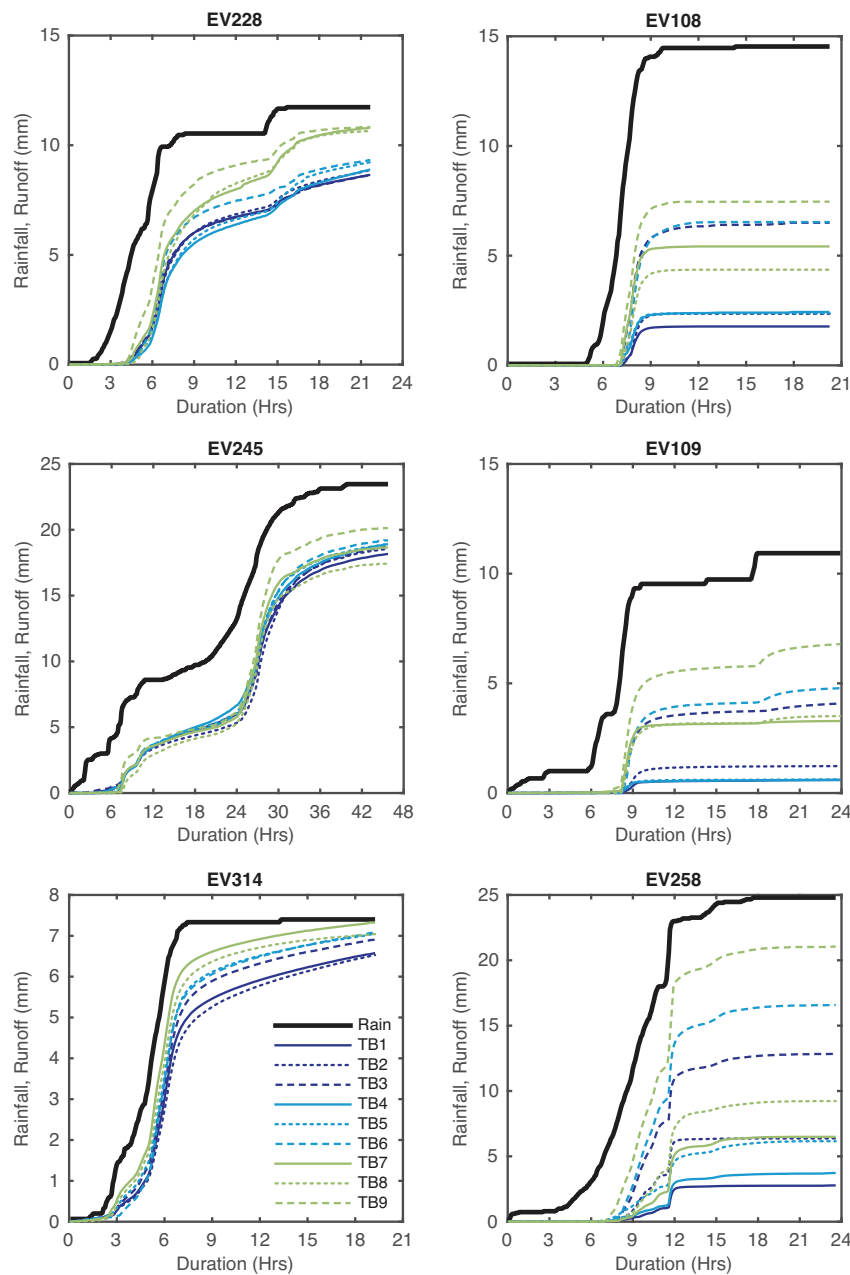 EV228
Rainfall, Runoff (mm)
15
10
5
0
0 3 6 9 12 15 18 21 24
Duration (Hrs)
EV108
Rainfall, Runoff (mm)
15
10
5
0
0 3 6 9 12 15 18 21
Duration (Hrs)
EV245
Rainfall, Runoff (mm)
25
20
15
10
5
0
0 6 12 18 24 30 36 42 48
Duration (Hrs)
EV109
Rainfall, Runoff (mm)
15
10
5
0
0 3 6 9 12 15 18 21 24
Duration (Hrs)
EV314
Rainfall, Runoff (mm)
8
7
6
5
4
3
2
1
0
0 3 6 9 12 15 18 21
Duration (Hrs)
Rain
TB1
TB2
TB3
TB4
TB5
TB6
TB7
TB8
TB9
EV258
Rainfall, Runoff (mm)
25
20
15
10
5
0
0 3 6 9 12 15 18 21 24
Duration (Hrs)